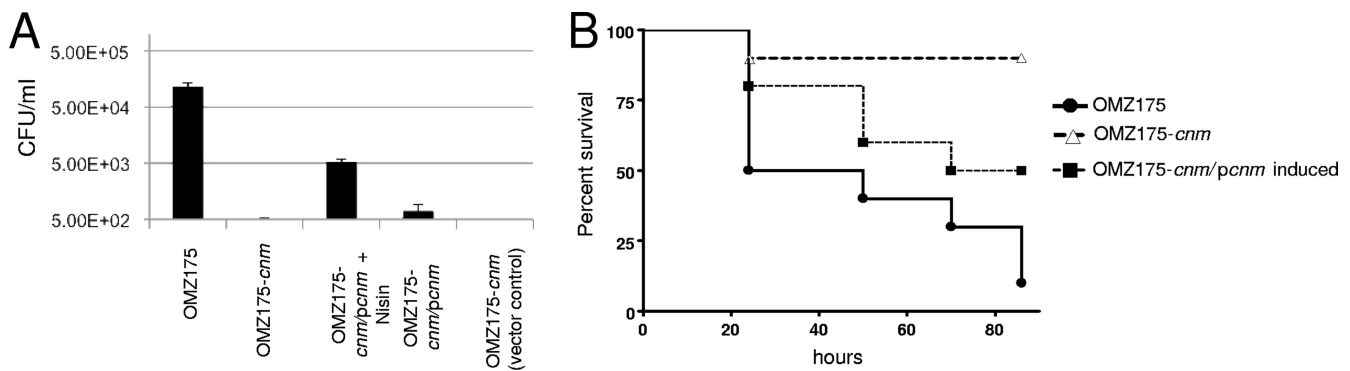 A
CFU/ml
5.00E+05
5.00E+04
5.00E+03
5.00E+02
OMZ175
OMZ175-cnm
OMZ175-
cnm/pcnm +
Nisin
OMZ175-
cnm/pcnm
OMZ175-cnm
(vector control)
B
Percent survival
100
75
50
25
0
0
20
40
60
80
hours
OMZ175
OMZ175-cnm
OMZ175-cnm/pcnm induced